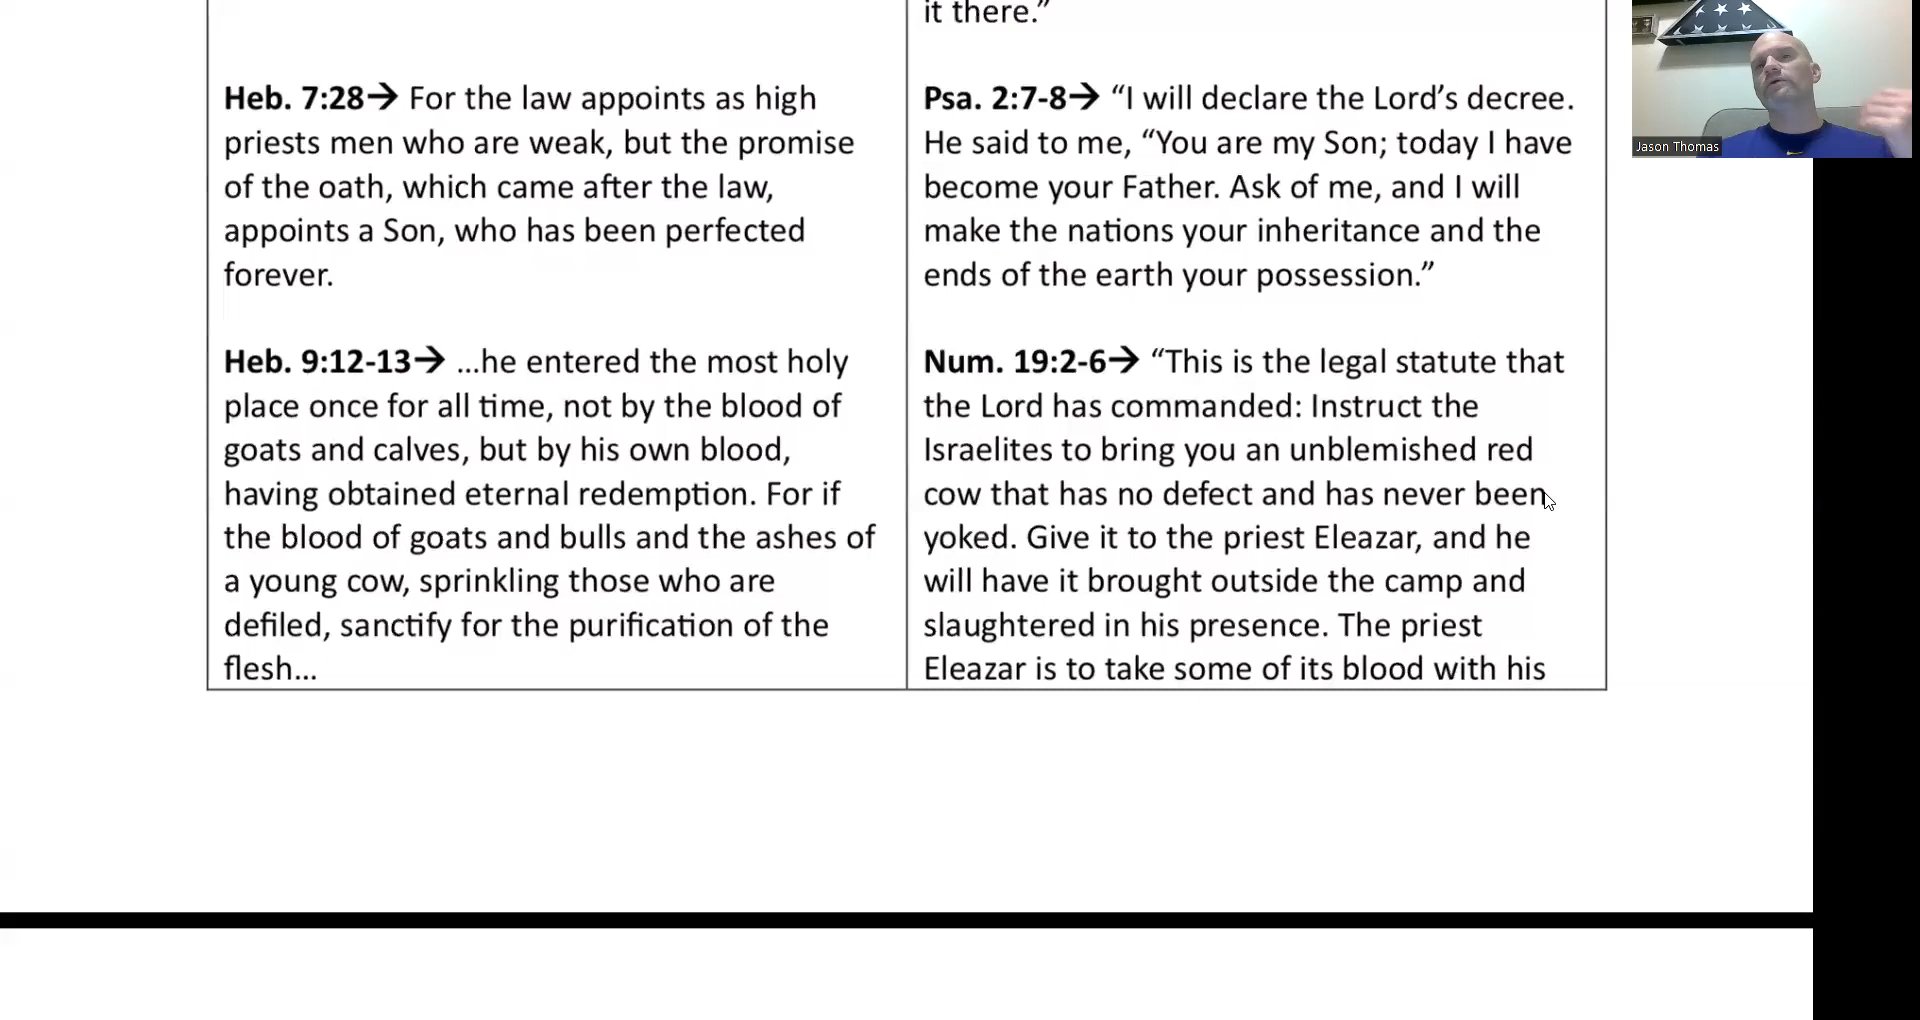 it there.”
Heb. 7:28→ For the law appoints as high
priests men who are weak, but the promise
of the oath, which came after the law,
appoints a Son, who has been perfected
forever.
Heb. 9:12-13→ …he entered the most holy
place once for all time, not by the blood of
goats and calves, but by his own blood,
having obtained eternal redemption. For if
the blood of goats and bulls and the ashes of
a young cow, sprinkling those who are
defiled, sanctify for the purification of the
flesh…
Psa. 2:7-8→ “I will declare the Lord’s decree.
He said to me, “You are my Son; today I have
become your Father. Ask of me, and I will
make the nations your inheritance and the
ends of the earth your possession.”
Num. 19:2-6→ “This is the legal statute that
the Lord has commanded: Instruct the
Israelites to bring you an unblemished red
cow that has no defect and has never been
yoked. Give it to the priest Eleazar, and he
will have it brought outside the camp and
slaughtered in his presence. The priest
Eleazar is to take some of its blood with his
Jason Thomas